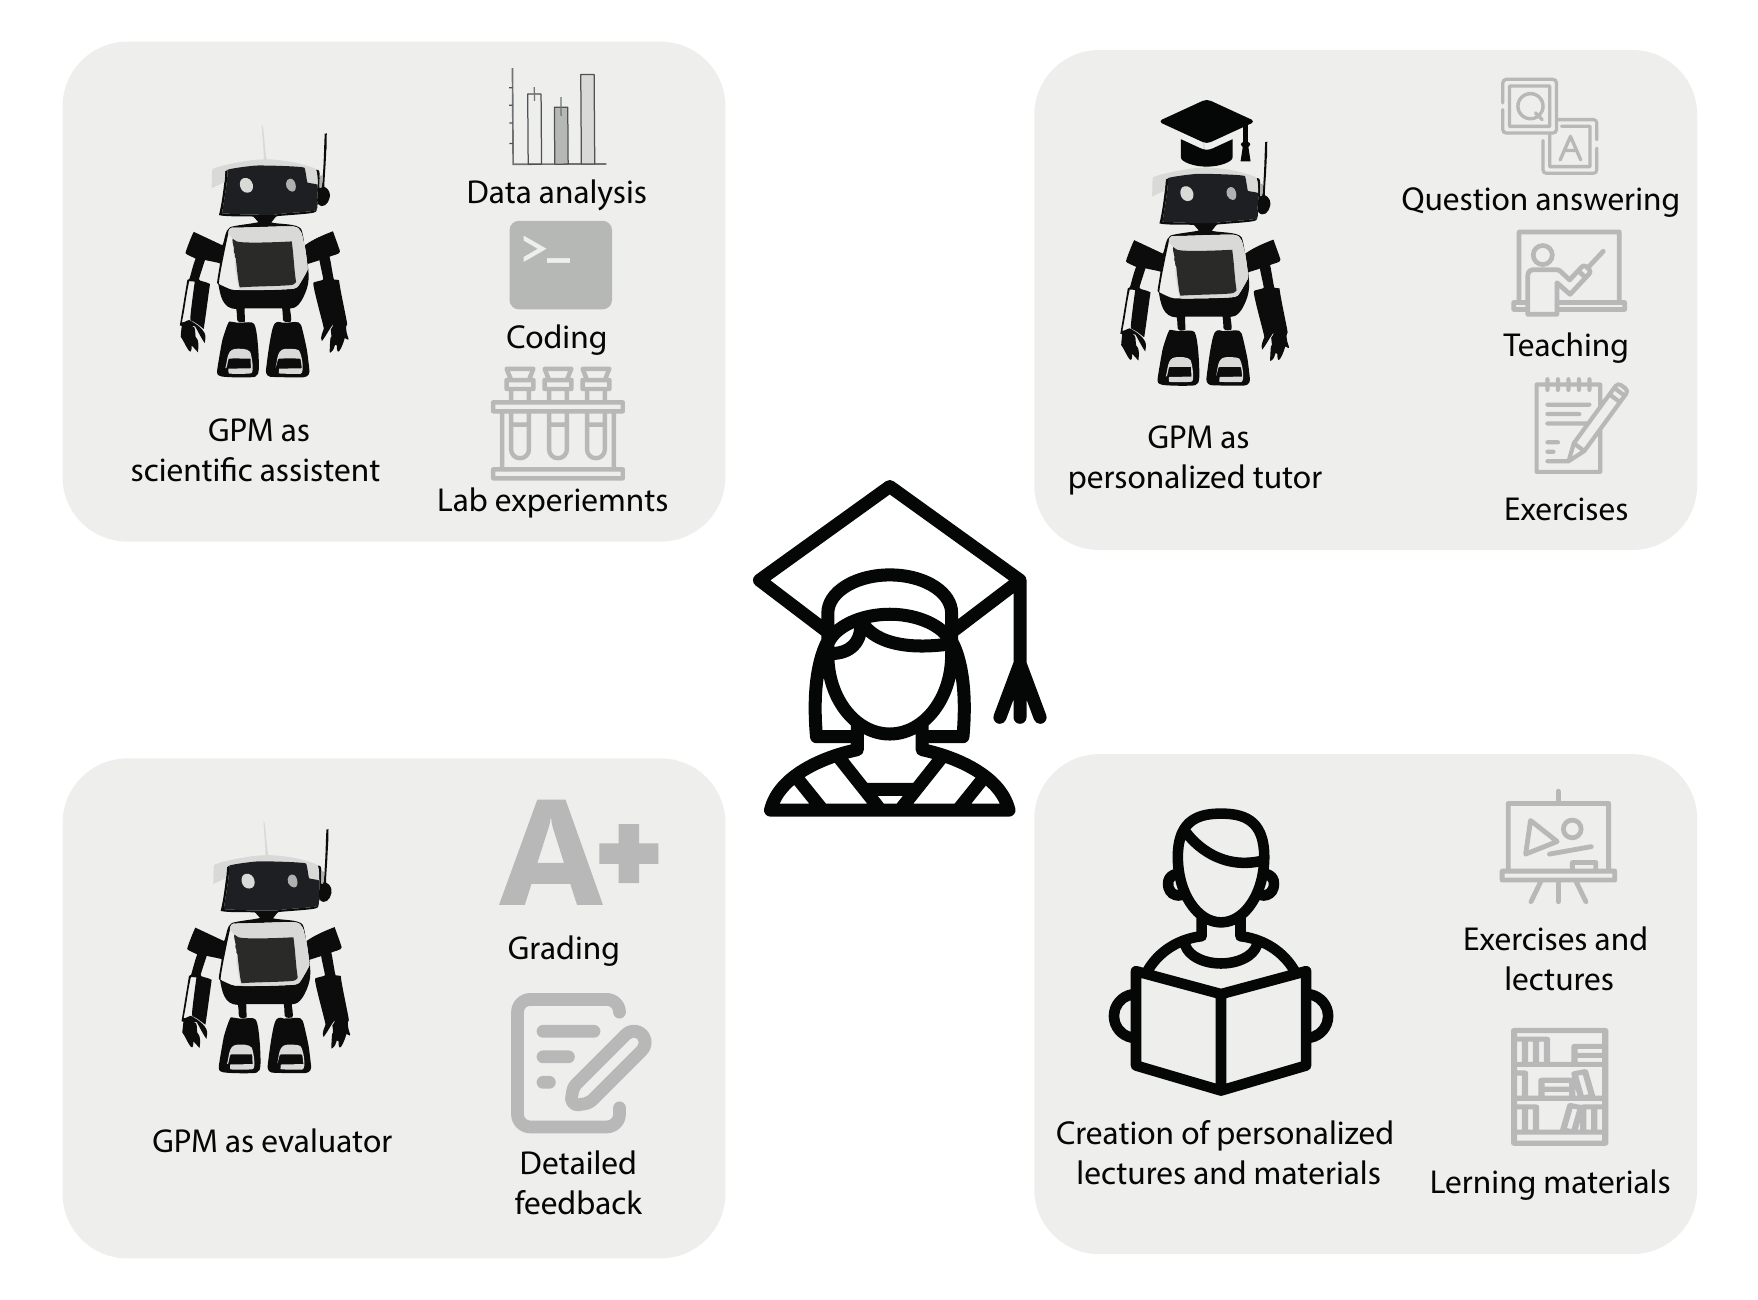 Data analysis
>_
Coding
GPM as
scientific assistent
Lab experiemnts
Q
A
Question answering
Teaching
GPM as
personalized tutor
Exercises
A+
Grading
GPM as evaluator
Detailed
feedback
Exercises and
lectures
Creation of personalized
lectures and materials
Lerning materials